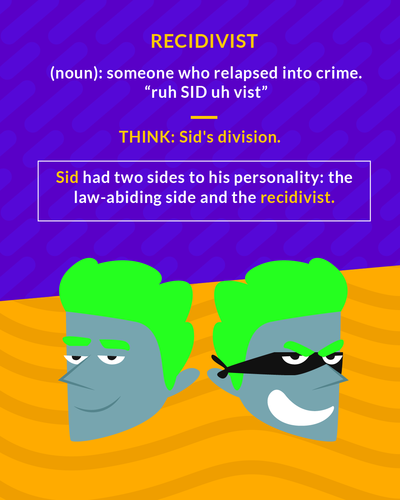 RECIDIVIST
(noun): someone who relapsed into crime.
“ruh SID uh vist”
THINK: Sid's division.
Sid had two sides to his personality: the
law-abiding side and the recidivist.